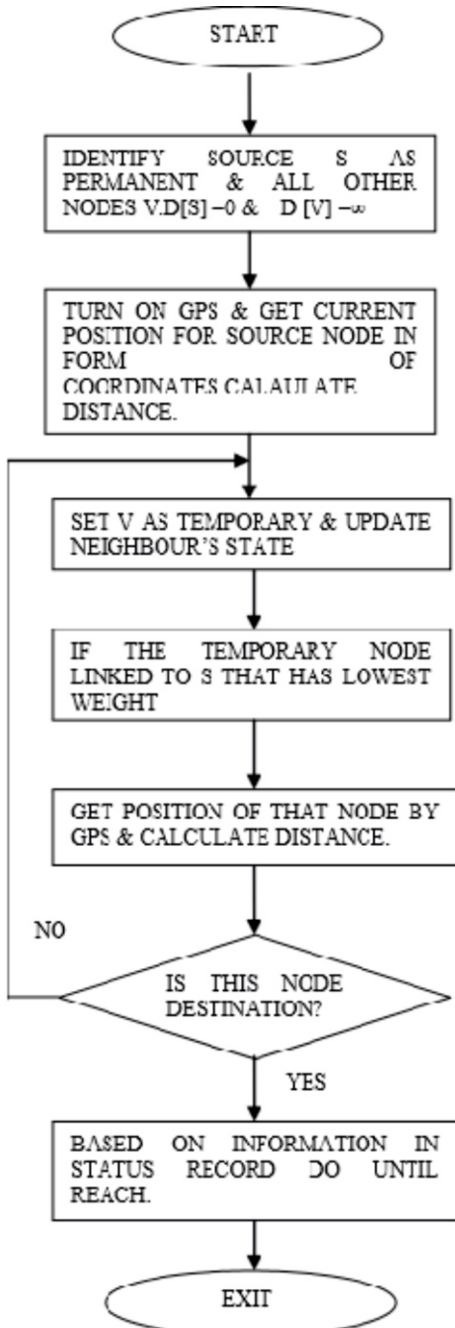 START
IDENTIFY SOURCE S AS
PERMANENT & ALL OTHER
NODES V.D[S] =0 & D [V] =∞
TURN ON GPS & GET CURRENT
POSITION FOR SOURCE NODE IN
FORM OF
COORDINATES.CALAULATE
DISTANCE.
SET V AS TEMPORARY & UPDATE
NEIGHBOUR'S STATE
IF THE TEMPORARY NODE
LINKED TO S THAT HAS LOWEST
WEIGHT
GET POSITION OF THAT NODE BY
GPS & CALCULATE DISTANCE.
NO
IS THIS NODE
DESTINATION?
YES
BASED ON INFORMATION IN
STATUS RECORD DO UNTIL
REACH.
EXIT